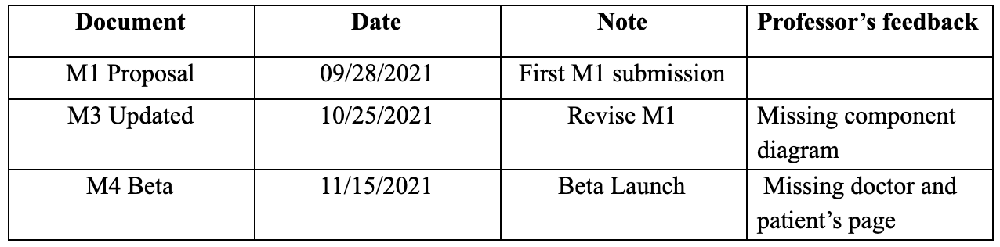 Document Date Note Professor’s feedback
M1 Proposal 09/28/2021 First M1 submission
M3 Updated 10/25/2021 Revise M1 Missing component
diagram
M4 Beta 11/15/2021 Beta Launch Missing doctor and
patient’s page